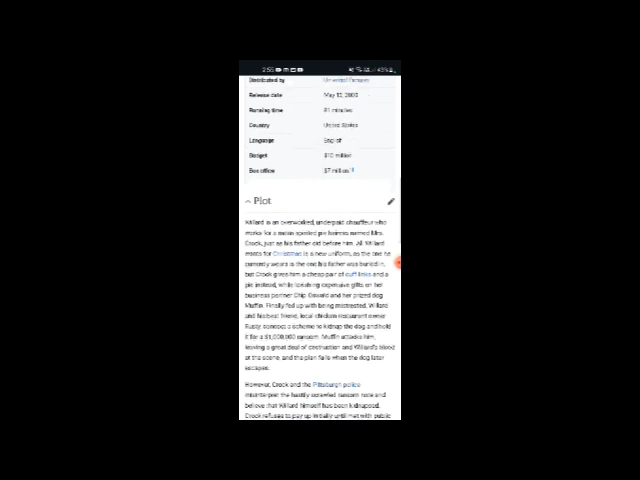 2:55
Distributed by Universal Pictures
Release date May 12, 2000
Running time 81 minutes
Country United States
Language English
Budget $10 million
Box office $7 million
Plot
Willard is an overworked, underpaid chauffeur who
works for a mean-spirited pie heiress named Mrs.
Crock, just as his father did before him. All Willard
wants for Christmas is a new uniform, as the one he
currently wears is the one his father was buried in,
but Crock gives him a cheap pair of cuff links and a
pie instead, while lavishing expensive gifts on her
business partner Chip Oswald and her prized dog
Muffin. Finally fed up with being mistreated, Willard
and his best friend, local chicken restaurant owner
Rusty, concoct a scheme to kidnap the dog and hold
it for a $1,000,000 ransom. Muffin attacks him,
leaving a great deal of destruction and Willard's blood
at the scene, and the plan fails when the dog later
escapes.
However, Crock and the Pittsburgh police
misinterpret the hastily scrawled ransom note and
believe that Willard himself has been kidnapped.
Crock refuses to pay up initially until met with public